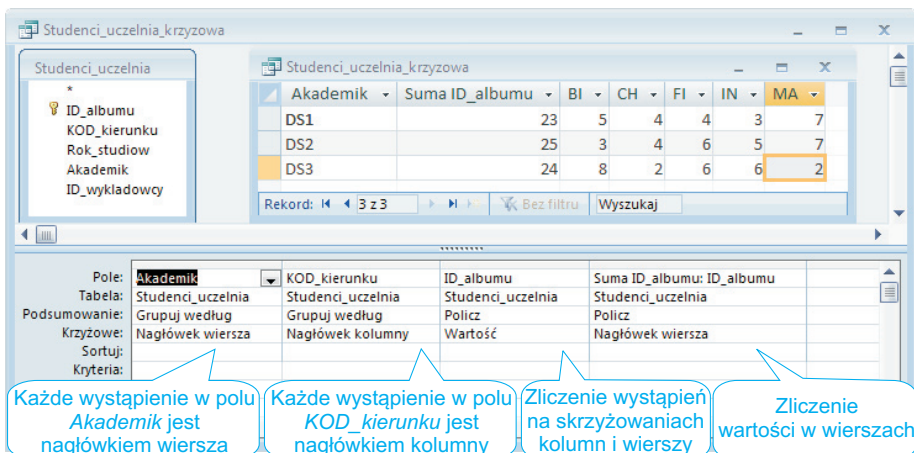 Studenci_uczelnia_krzyzowa
Studenci_uczelnia
*
ID_albumu
KOD_kierunku
Rok_studiow
Akademik
ID_wykladowcy
Studenci_uczelnia_krzyzowa
Akademik Suma ID_albumu BI CH FI IN MA
DS1 23 5 4 4 3 7
DS2 25 3 4 6 5 7
DS3 24 8 2 6 6 2
Rekord: 3 z 3 Bez filtru Wyszukaj
Pole: Akademik KOD_kierunku ID_albumu Suma ID_albumu: ID_albumu
Tabela: Studenci_uczelnia Studenci_uczelnia Studenci_uczelnia Studenci_uczelnia
Podsumowanie: Grupuj według Grupuj według Policz Policz
Krzyżowe: Nagłówek wiersza Nagłówek kolumny Wartość Nagłówek wiersza
Sortuj:
Kryteria:
Każde wystąpienie w polu
Akademik jest
nagłówkiem wiersza
Każde wystąpienie w polu
KOD_kierunku jest
nagłówkiem kolumny
Zliczenie wystąpień
na skrzyżowaniach
kolumn i wierszy
Zliczenie
wartości w wierszach